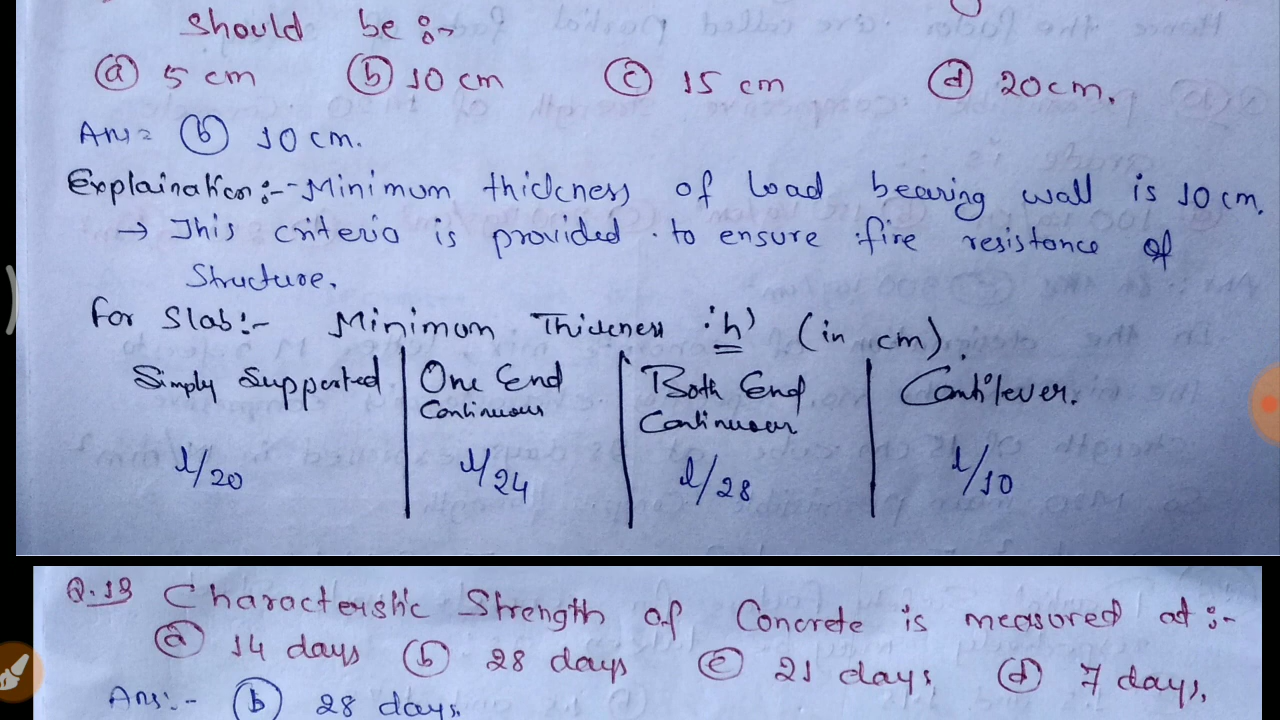 Should be :-
(a) 5 cm (b) 10 cm (c) 15 cm (d) 20 cm.
Ans = (b) 10 cm.
Explaination :-- Minimum thickness of Load bearing wall is 10 cm.
→ This criteria is provided to ensure fire resistance of
Structure.
For Slab:- Minimum Thickness 'h' (in cm).
Simply Supported | One End Continuous | Both End Continuous | Cantilever.
l/20 | l/24 | l/28 | l/10
Q.19 Characteristic Strength of Concrete is measured at :-
(a) 14 days (b) 28 days (c) 21 days (d) 7 days.
Ans:- (b) 28 days.